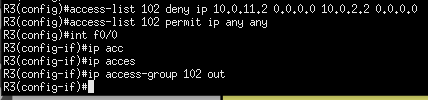 R3(config)#access-list 102 deny ip 10.0.11.2 0.0.0.0 10.0.2.2 0.0.0.0
R3(config)#access-list 102 permit ip any any
R3(config)#int f0/0
R3(config-if)#ip acc
R3(config-if)#ip acces
R3(config-if)#ip access-group 102 out
R3(config-if)#